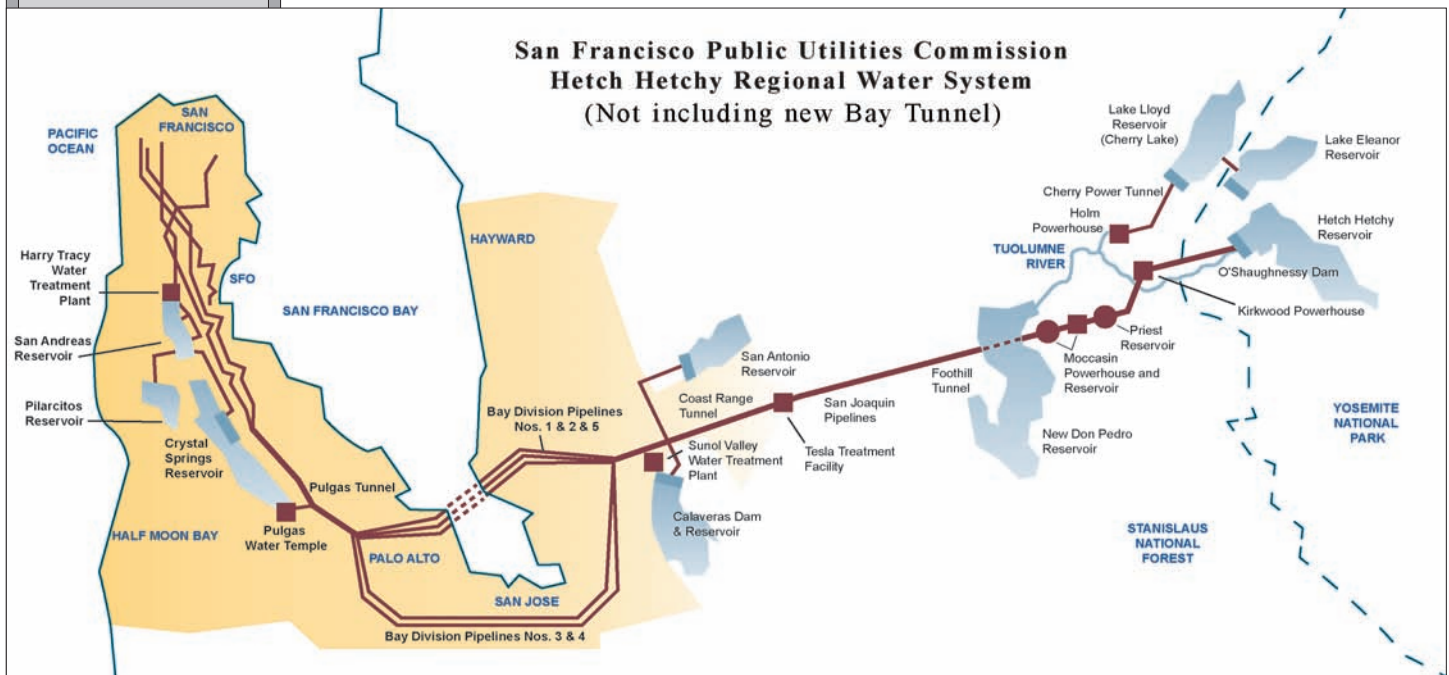 San Francisco Public Utilities Commission
Hetch Hetchy Regional Water System
(Not including new Bay Tunnel)
PACIFIC
OCEAN
SAN
FRANCISCO
Harry Tracy
Water
Treatment
Plant
SFO
San Andreas
Reservoir
Pilarcitos
Reservoir
Crystal
Springs
Reservoir
HALF MOON BAY
Pulgas Tunnel
Pulgas
Water Temple
SAN FRANCISCO BAY
HAYWARD
PALO ALTO
SAN JOSE
Bay Division Pipelines
Nos. 1 & 2 & 5
Bay Division Pipelines Nos. 3 & 4
San Antonio
Reservoir
Coast Range
Tunnel
Sunol Valley
Water Treatment
Plant
Calaveras Dam
& Reservoir
Tesla Treatment
Facility
San Joaquin
Pipelines
Foothill
Tunnel
New Don Pedro
Reservoir
Moccasin
Powerhouse and
Reservoir
Priest
Reservoir
TUOLUMNE
RIVER
Holm
Powerhouse
Cherry Power Tunnel
Lake Lloyd
Reservoir
(Cherry Lake)
Lake Eleanor
Reservoir
Hetch Hetchy
Reservoir
O'Shaughnessy Dam
Kirkwood Powerhouse
YOSEMITE
NATIONAL
PARK
STANISLAUS
NATIONAL
FOREST